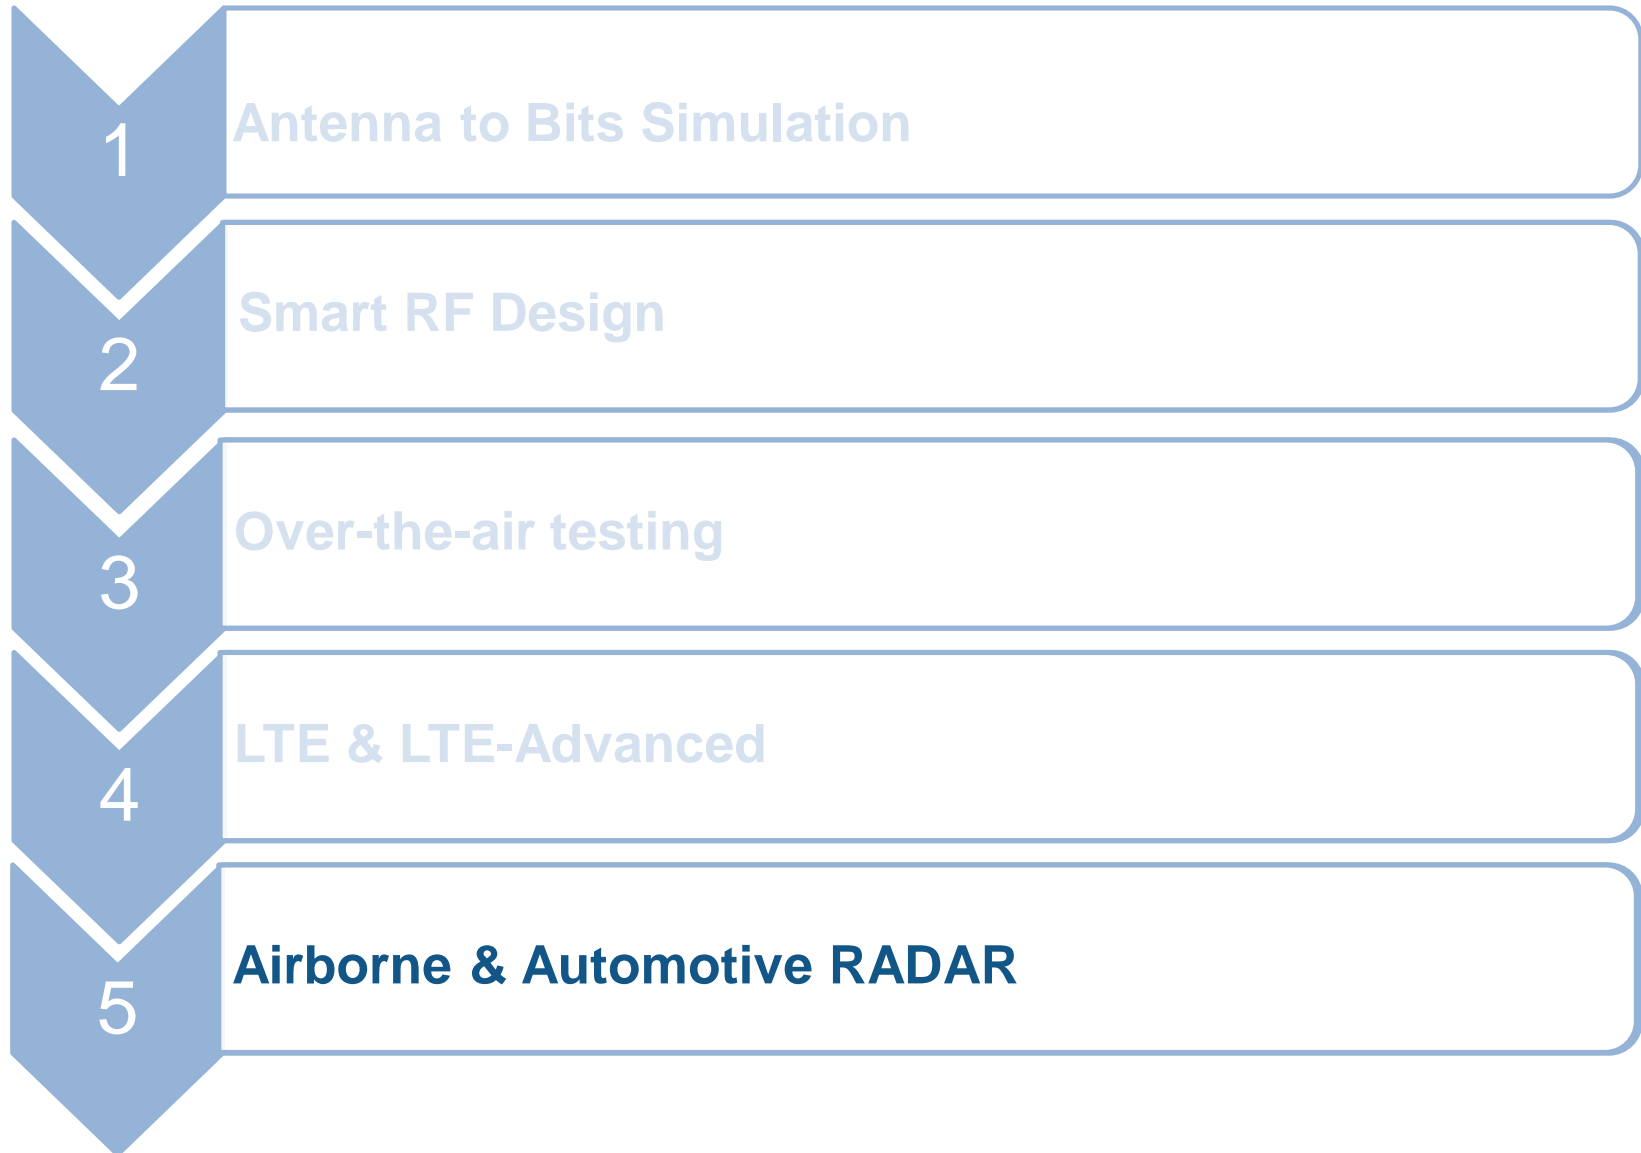 1
Antenna to Bits Simulation
2
Smart RF Design
3
Over-the-air testing
4
LTE & LTE-Advanced
5
Airborne & Automotive RADAR